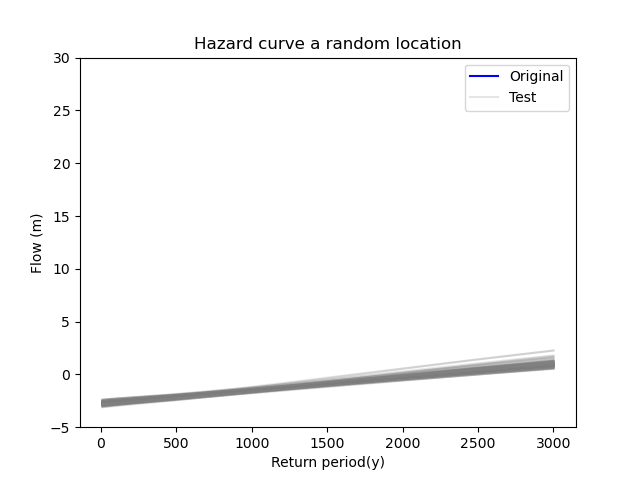 Hazard curve a random location
30
25
20
15
10
5
0
−5
Flow (m)
Original
Test
0 500 1000 1500 2000 2500 3000
Return period(y)